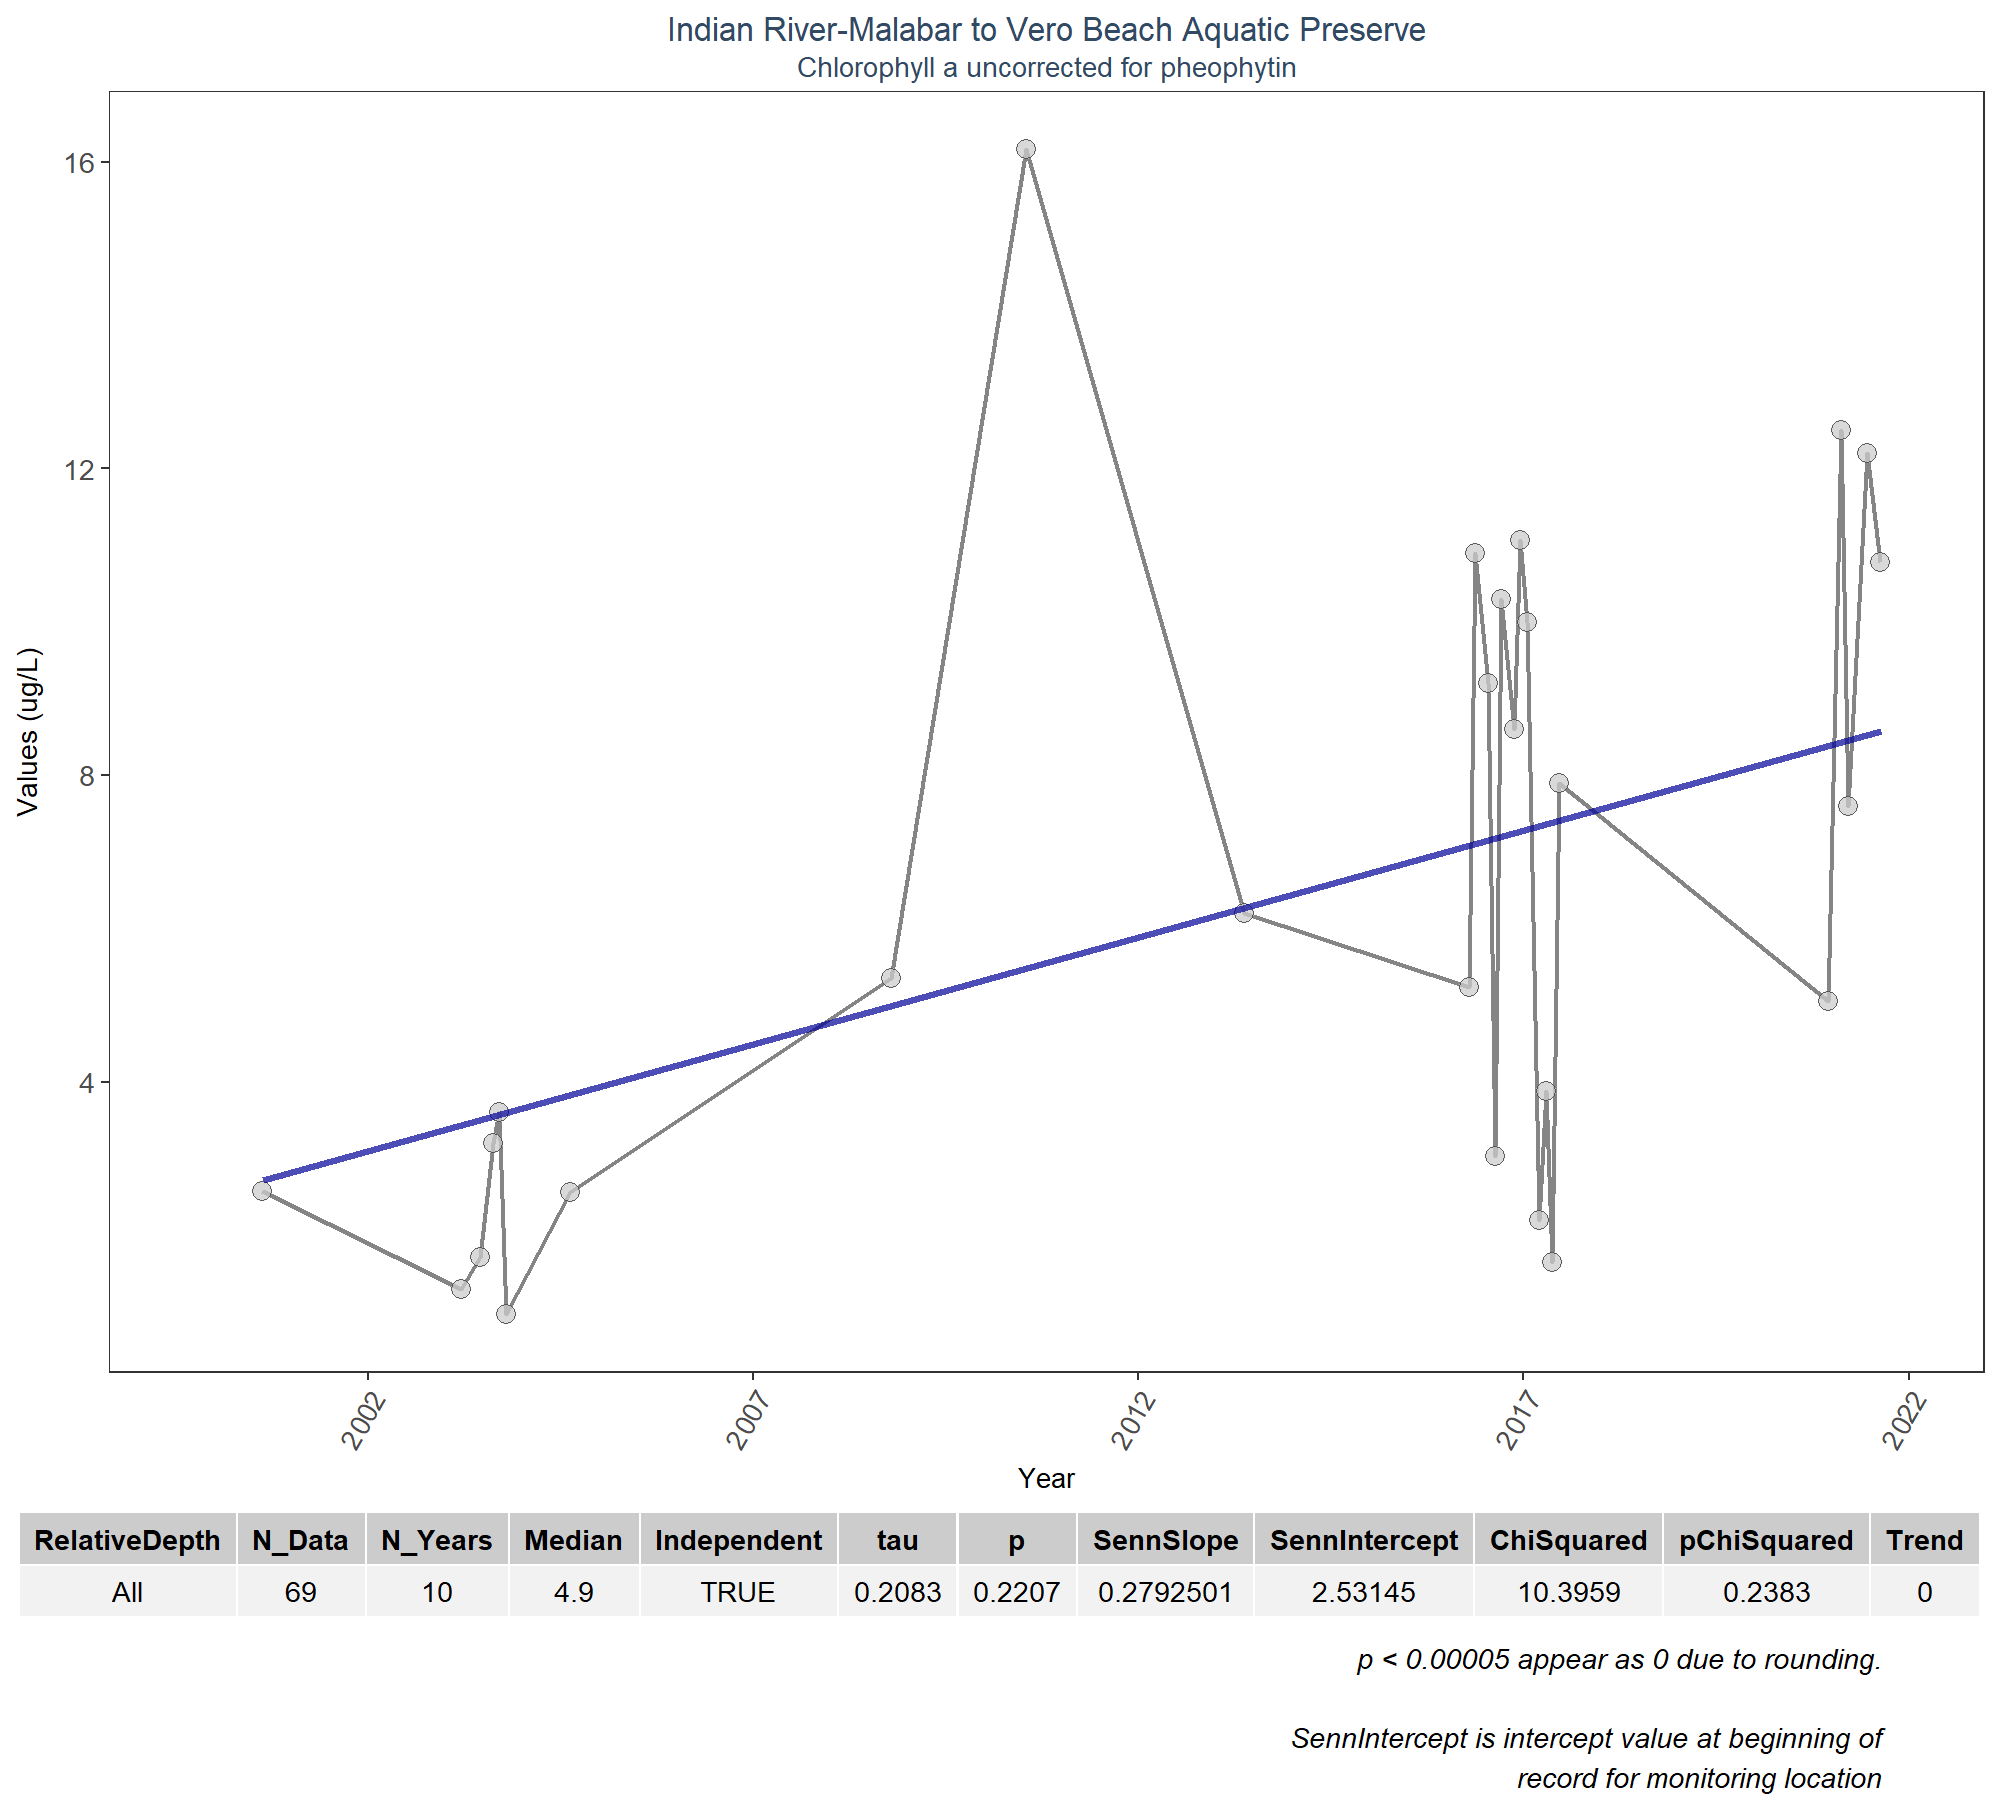 Indian River-Malabar to Vero Beach Aquatic Preserve
Chlorophyll a uncorrected for pheophytin
16
12
8
4
Values (ug/L)
2002
2007
2012
2017
2022
Year
RelativeDepth N_Data N_Years Median Independent tau p SennSlope SennIntercept ChiSquared pChiSquared Trend
All 69 10 4.9 TRUE 0.2083 0.2207 0.2792501 2.53145 10.3959 0.2383 0
p < 0.00005 appear as 0 due to rounding.
SennIntercept is intercept value at beginning of
record for monitoring location